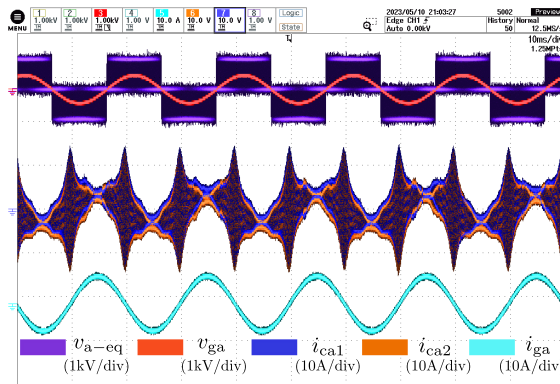 MENU
1 2 3 4 5 6 7 8 Logic
1.00kV 1.00kV 1.00kV 1.00 V 10.0 A 10.0 V 10.0 V 1.00 V State
2023/05/10 21:03:27 5002 Preview
Edge CH1 History Normal
Auto 0.00kV 50 12.5MS/
10ms/di
1.25MPt
v a-eq v ga i ca1 i ca2 i ga
(1kV/div) (1kV/div) (10A/div) (10A/div) (10A/div)